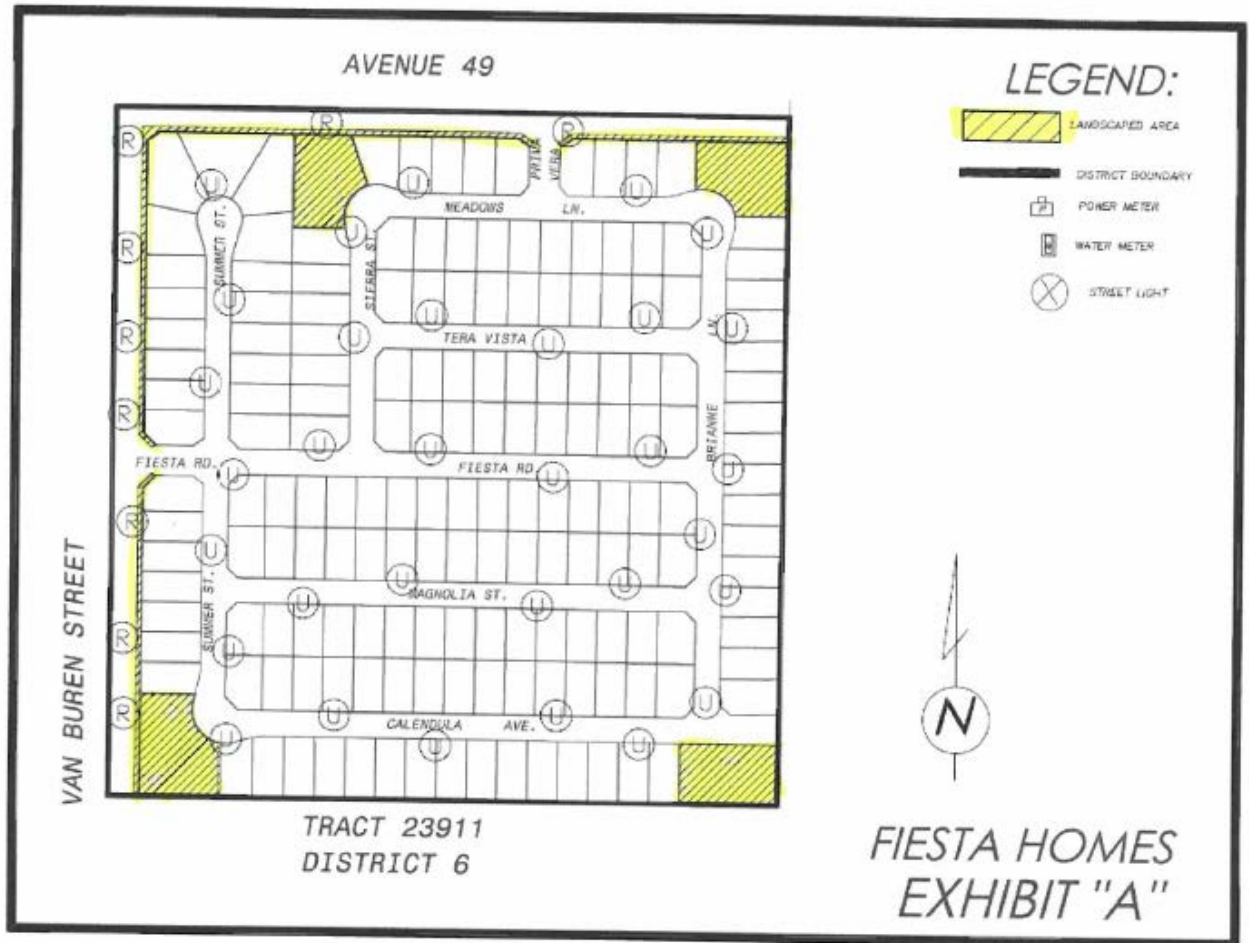 AVENUE 49
LEGEND:
LANDSCAPED AREA
DISTRICT BOUNDARY
POWER METER
WATER METER
STREET LIGHT
R
R
R
R
R
R
R
R
R
PRIMA
VERA
U
U
U
MEADOWS LN.
SUMMER ST.
SIERRA ST.
U
U
U
U
U
U
U
U
TERA VISTA
U
LN.
BRIANNE
U
U
U
U
FIESTA RD.
FIESTA RD.
U
U
U
U
U
SUMMER ST.
U
U
U
MAGNOLIA ST.
U
U
U
U
U
U
CALENDULA AVE.
U
U
U
U
VAN BUREN STREET
N
TRACT 23911
DISTRICT 6
FIESTA HOMES
EXHIBIT "A"